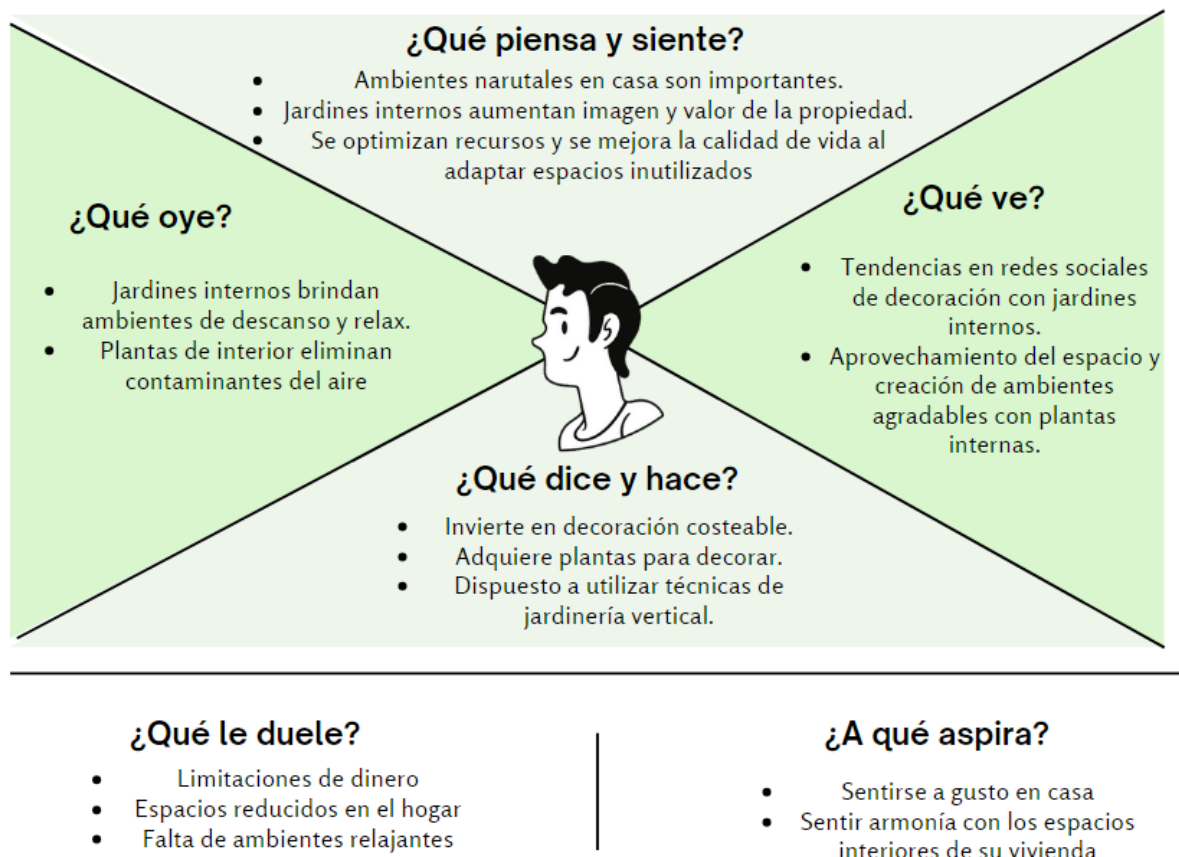 ¿Qué piensa y siente?
• Ambientes narutales en casa son importantes.
• Jardines internos aumentan imagen y valor de la propiedad.
• Se optimizan recursos y se mejora la calidad de vida al
adaptar espacios inutilizados
¿Qué oye?
• Jardines internos brindan
ambientes de descanso y relax.
• Plantas de interior eliminan
contaminantes del aire
¿Qué ve?
• Tendencias en redes sociales
de decoración con jardines
internos.
• Aprovechamiento del espacio y
creación de ambientes
agradables con plantas
internas.
¿Qué dice y hace?
• Invierte en decoración costeable.
• Adquiere plantas para decorar.
• Dispuesto a utilizar técnicas de
jardinería vertical.
¿Qué le duele?
• Limitaciones de dinero
• Espacios reducidos en el hogar
• Falta de ambientes relajantes
¿A qué aspira?
• Sentirse a gusto en casa
• Sentir armonía con los espacios
interiores de su vivienda